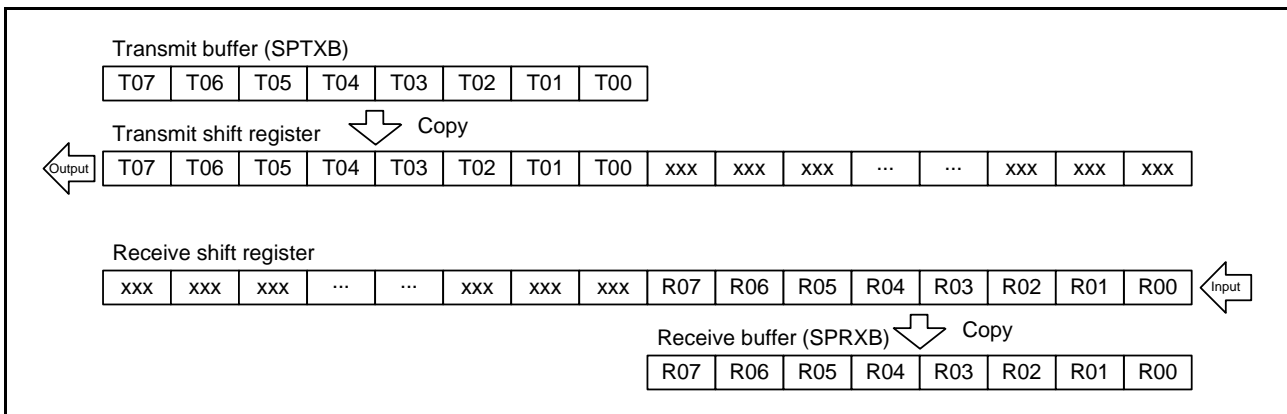 Transmit buffer (SPTXB)
T07 T06 T05 T04 T03 T02 T01 T00
Copy
Transmit shift register
Output T07 T06 T05 T04 T03 T02 T01 T00 xxx xxx xxx ... ... xxx xxx xxx
Receive shift register
xxx xxx xxx ... ... xxx xxx xxx R07 R06 R05 R04 R03 R02 R01 R00 Input
Receive buffer (SPRXB) Copy
R07 R06 R05 R04 R03 R02 R01 R00